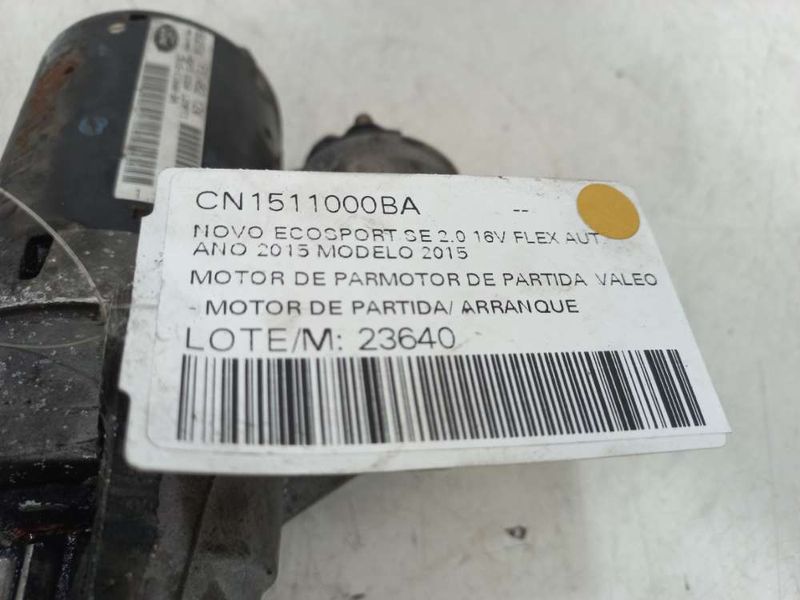 CN1511000BA --
NOVO ECOSPORT SE 2.0 16V FLEX AUT
ANO 2015 MODELO 2015
MOTOR DE PARMOTOR DE PARTIDA VALEO
- MOTOR DE PARTIDA/ ARRANQUE
LOTE/M: 23640